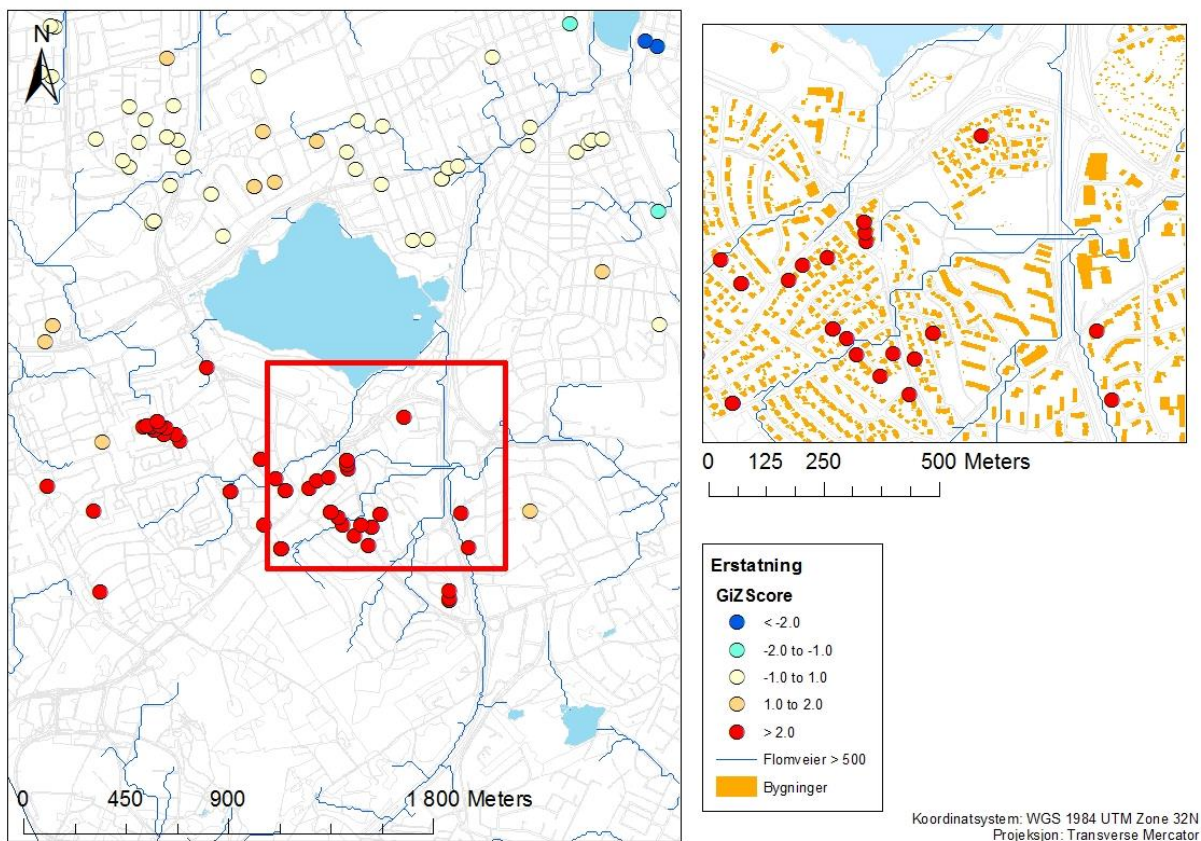 N
0 450 900 1 800 Meters
0 125 250 500 Meters
Erstatning
GiZScore
< -2.0
-2.0 to -1.0
-1.0 to 1.0
1.0 to 2.0
> 2.0
Flomveier > 500
Bygninger
Koordinatsystem: WGS 1984 UTM Zone 32N
Projeksjon: Transverse Mercator